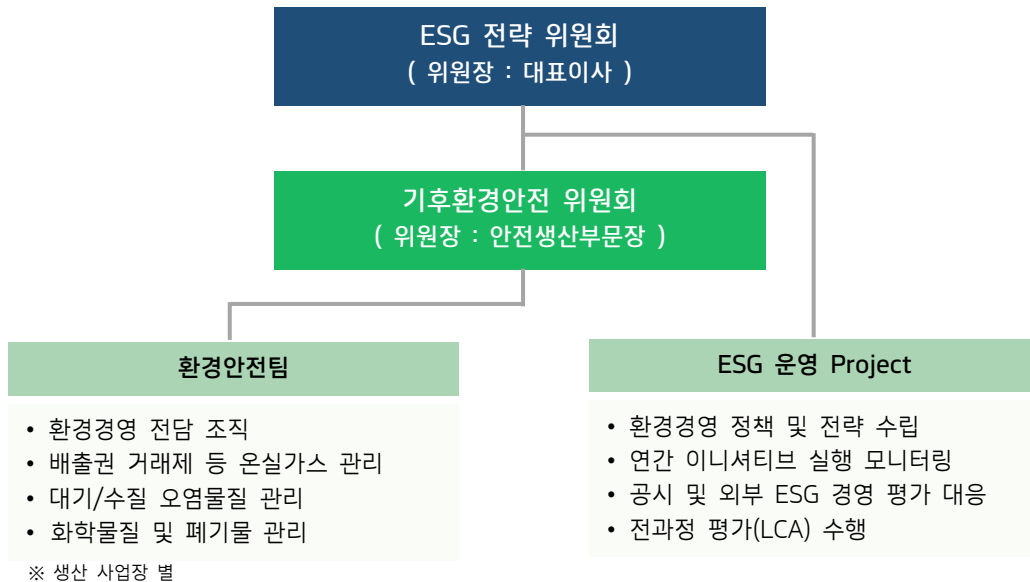 ESG 전략 위원회
( 위원장 : 대표이사 )
기후환경안전 위원회
( 위원장 : 안전생산부문장 )
환경안전팀
• 환경경영 전담 조직
• 배출권 거래제 등 온실가스 관리
• 대기/수질 오염물질 관리
• 화학물질 및 폐기물 관리
※ 생산 사업장 별
ESG 운영 Project
• 환경경영 정책 및 전략 수립
• 연간 이니셔티브 실행 모니터링
• 공시 및 외부 ESG 경영 평가 대응
• 전과정 평가(LCA) 수행